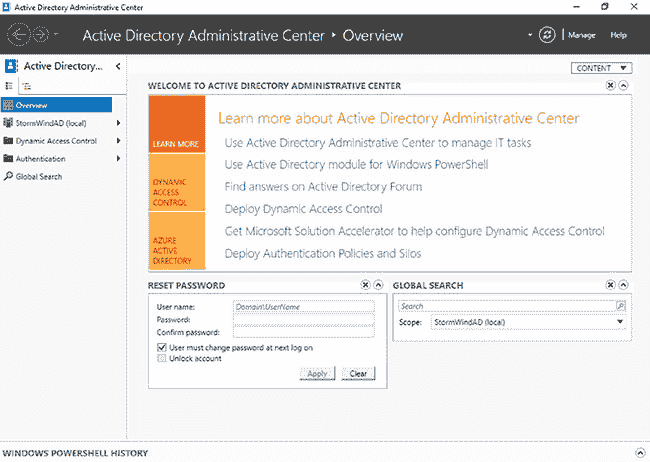 Active Directory Administrative Center
Active Directory Administrative Center • Overview
Manage
Help
Active Directory...
Overview
StormWindAD (local)
Dynamic Access Control
Authentication
Global Search
CONTENT
WELCOME TO ACTIVE DIRECTORY ADMINISTRATIVE CENTER
LEARN MORE
DYNAMIC
ACCESS
CONTROL
AZURE
ACTIVE
DIRECTORY
Learn more about Active Directory Administrative Center
Use Active Directory Administrative Center to manage IT tasks
Use Active Directory module for Windows PowerShell
Find answers on Active Directory Forum
Deploy Dynamic Access Control
Get Microsoft Solution Accelerator to help configure Dynamic Access Control
Deploy Authentication Policies and Silos
RESET PASSWORD
User name: Domain\UserName
Password:
Confirm password:
User must change password at next log on
Unlock account
Apply
Clear
GLOBAL SEARCH
Search
Scope: StormWindAD (local)
WINDOWS POWERSHELL HISTORY